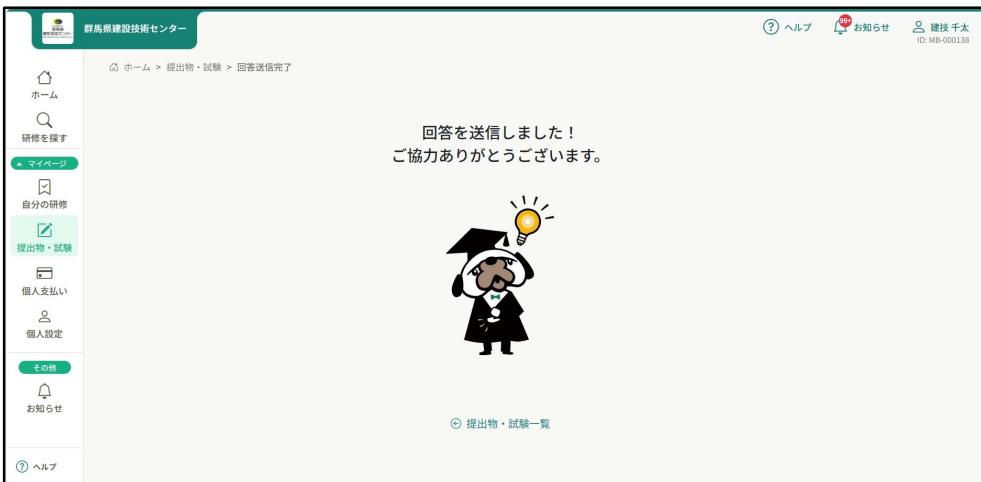 群馬県建設技術センター
ヘルプ
99+
お知らせ
建技 千太
ID: MB-000138
ホーム > 提出物・試験 > 回答送信完了
ホーム
研修を探す
マイページ
自分の研修
提出物・試験
個人支払い
個人設定
その他
お知らせ
ヘルプ
回答を送信しました！
ご協力ありがとうございます。
提出物・試験一覧